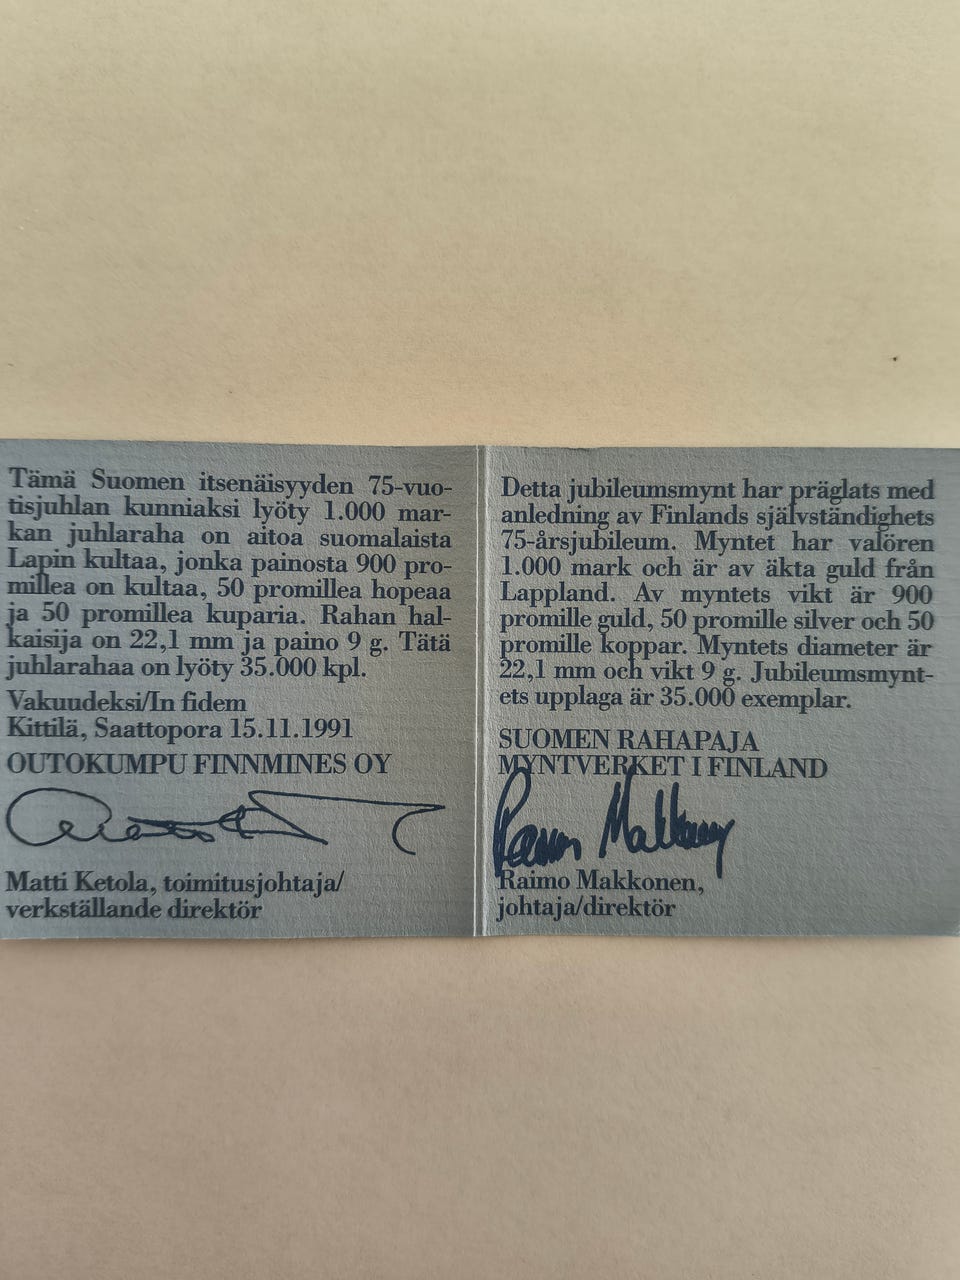 Tämä Suomen itsenäisyyden 75-vuo-
tisjuhlan kunniaksi lyöty 1.000 mar-
kan juhlaraha on aitoa suomalaista
Lapin kultaa, jonka painosta 900 pro-
millea on kultaa, 50 promillea hopeaa
ja 50 promillea kuparia. Rahan hal-
kaisija on 22,1 mm ja paino 9 g. Tätä
juhlarahaa on lyöty 35.000 kpl.
Vakuudeksi/In fidem
Kittilä, Saattopora 15.11.1991
OUTOKUMPU FINNMINES OY
Matti Ketola, toimitusjohtaja/
verkställande direktör
Detta jubileumsmynt har präglats med
anledning av Finlands självständighets
75-årsjubileum. Myntet har valören
1.000 mark och är av äkta guld från
Lappland. Av myntets vikt är 900
promille guld, 50 promille silver och 50
promille koppar. Myntets diameter är
22,1 mm och vikt 9 g. Jubileumsmynt-
ets upplaga är 35.000 exemplar.
SUOMEN RAHAPAJA
MYNTVERKET I FINLAND
Raimo Makkonen
Raimo Makkonen,
johtaja/direktör